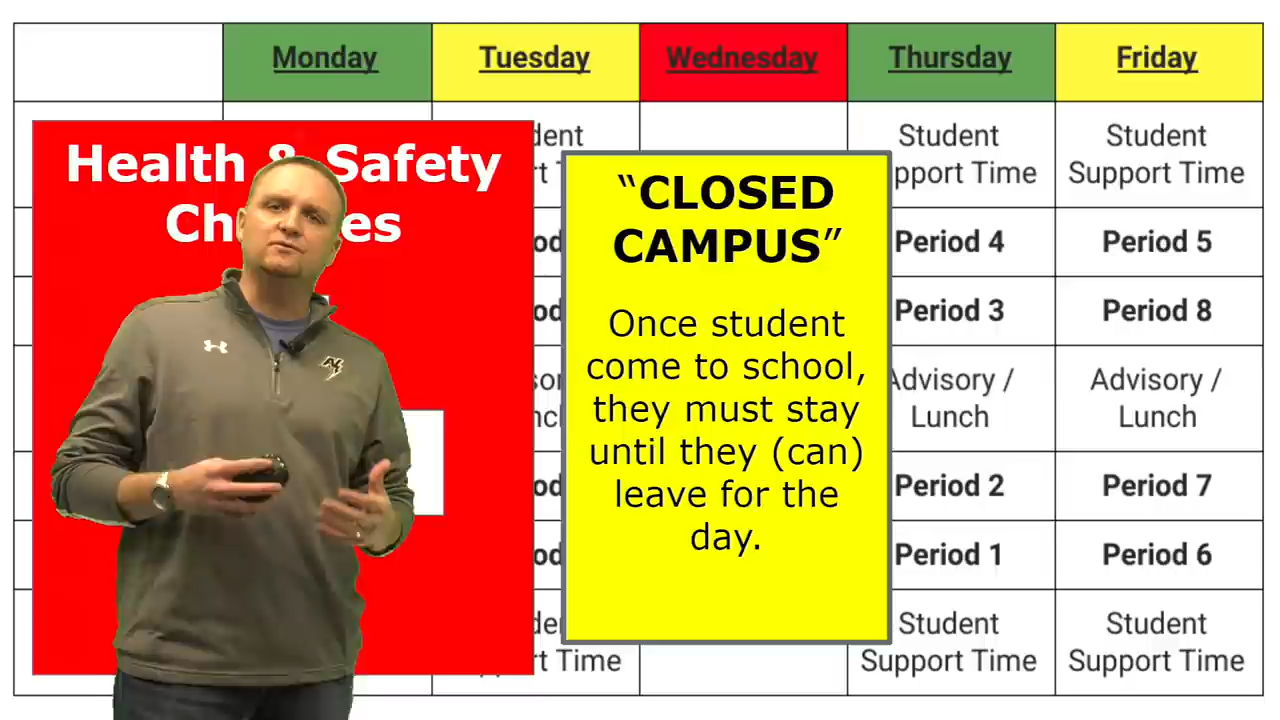 Monday Tuesday Wednesday Thursday Friday
Health & Safety
CLOSED
CAMPUS
“CLOSED
CAMPUS”
Once student
come to school,
they must stay
until they (can)
leave for the
day.
Student
Support Time
Period 4
Period 3
Advisory /
Lunch
Period 2
Period 1
Student
Support Time
Student
Support Time
Period 5
Period 8
Advisory /
Lunch
Period 7
Period 6
Student
Support Time